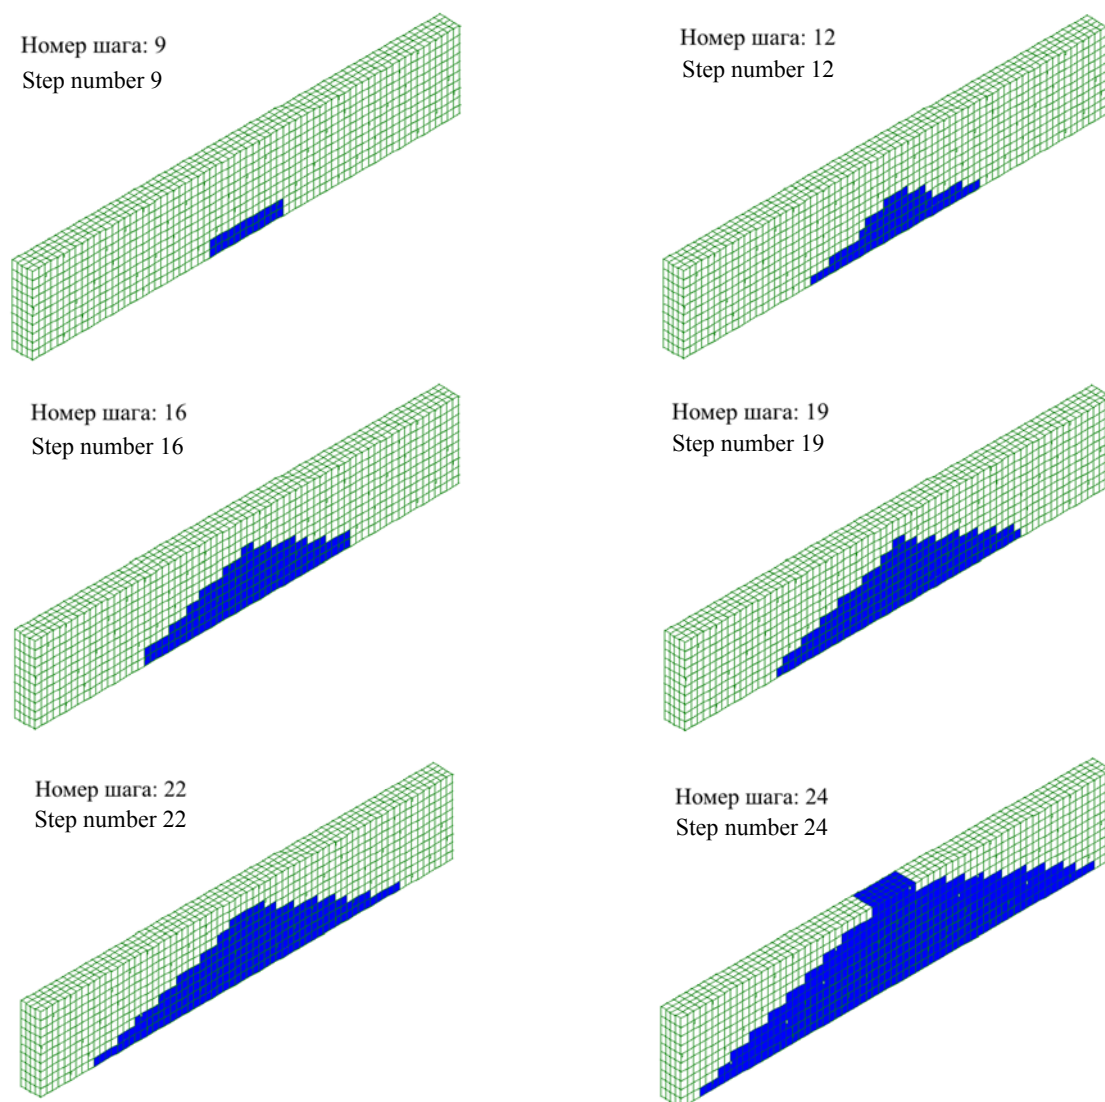 Номер шага: 9
Step number 9
Номер шага: 12
Step number 12
Номер шага: 16
Step number 16
Номер шага: 19
Step number 19
Номер шага: 22
Step number 22
Номер шага: 24
Step number 24